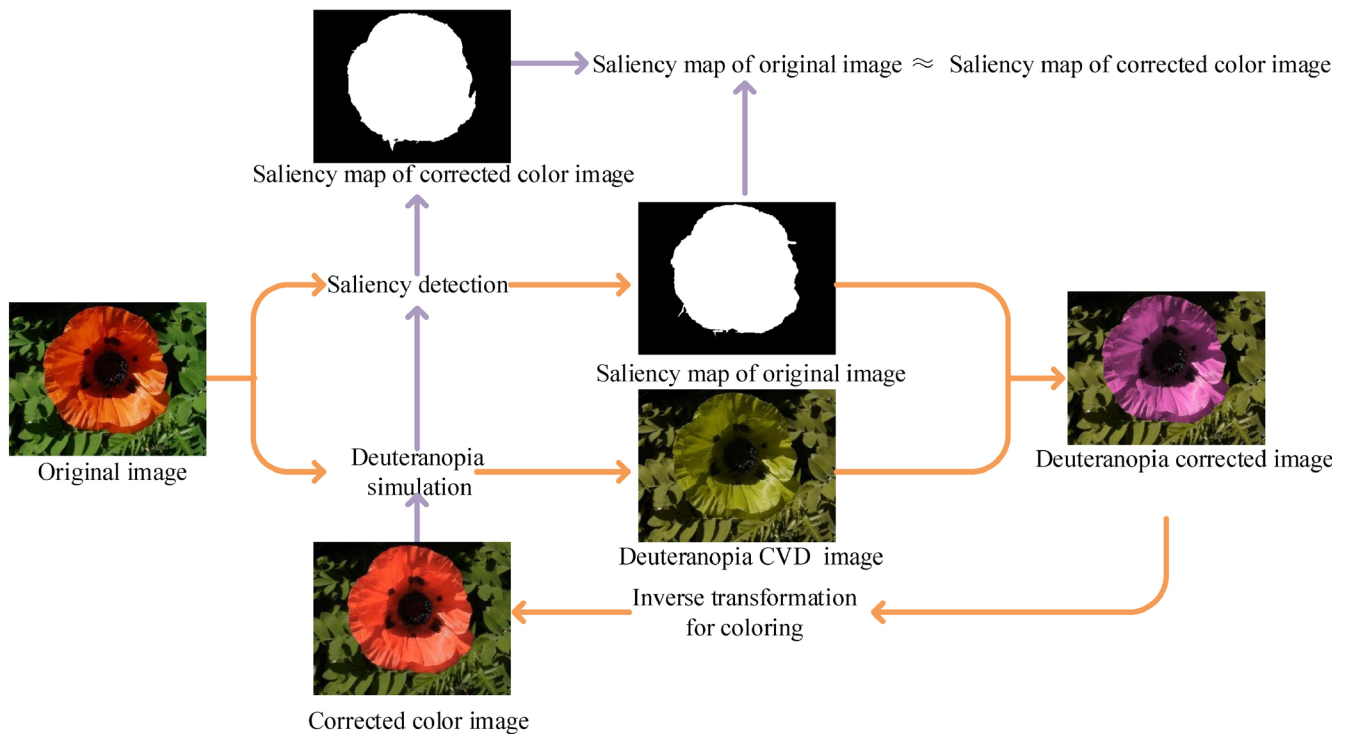 Saliency map of original image ≈ Saliency map of corrected color image
Saliency map of corrected color image
Saliency detection
Saliency map of original image
Original image
Deuteranopia
simulation
Deuteranopia corrected image
Deuteranopia CVD image
Inverse transformation
for coloring
Corrected color image